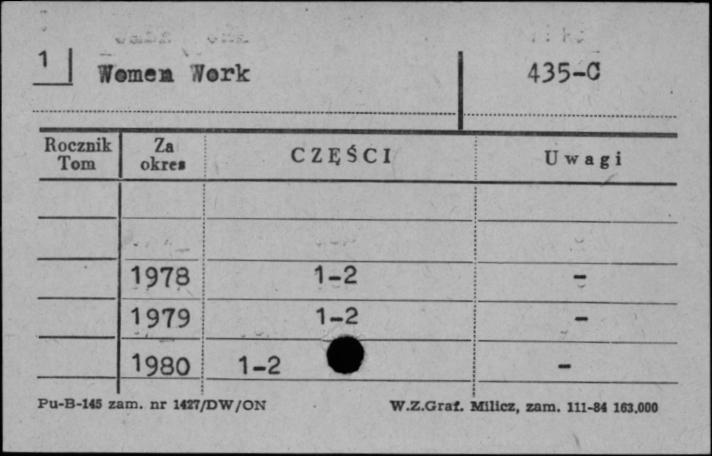 1
Women Work 435-C
Rocznik Tom Za okres CZĘŚCI Uwagi
1978 1-2 -
1979 1-2 -
1980 1-2 -
Pu-B-145 zam. nr 1427/DW/ON W.Z.Graf. Milicz, zam. 111-84 163.000